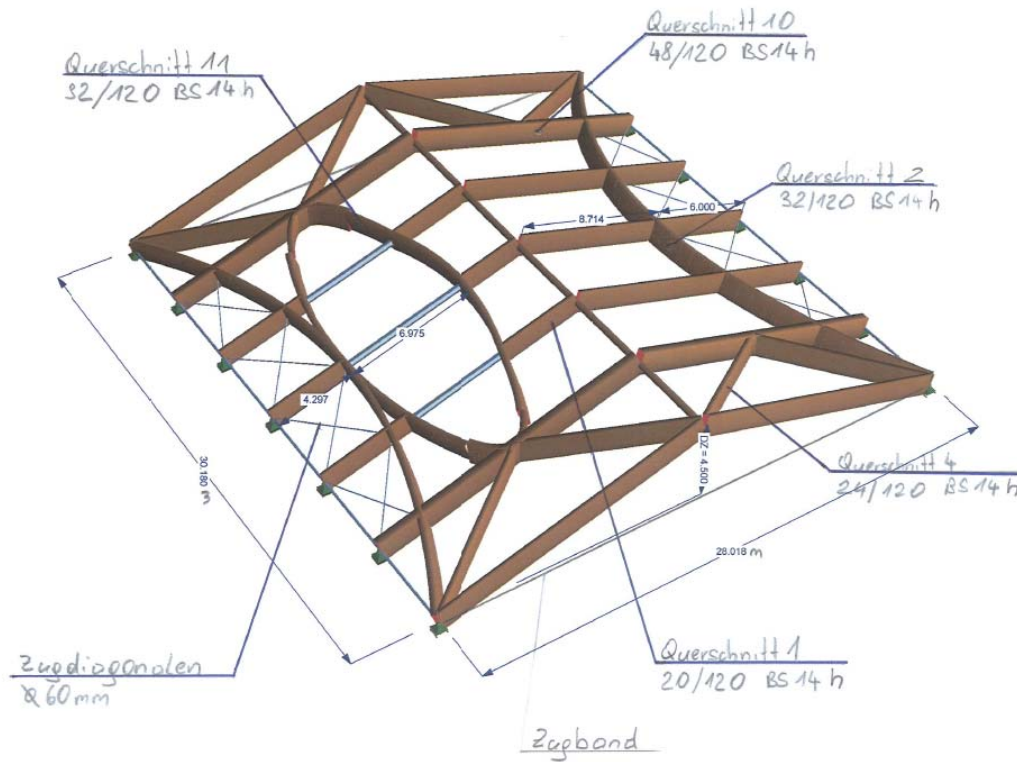 Querschnitt 10
48/120 BS14h
Querschnitt 11
32/120 BS14h
Querschnitt 2
32/120 BS14h
8.714
6.000
6.975
4.297
30.180
3
DZ = 4.500
Querschnitt 4
24/120 BS14h
28.018 m
Zugdiagonalen
⌀60mm
Querschnitt 1
20/120 BS14h
Zugband